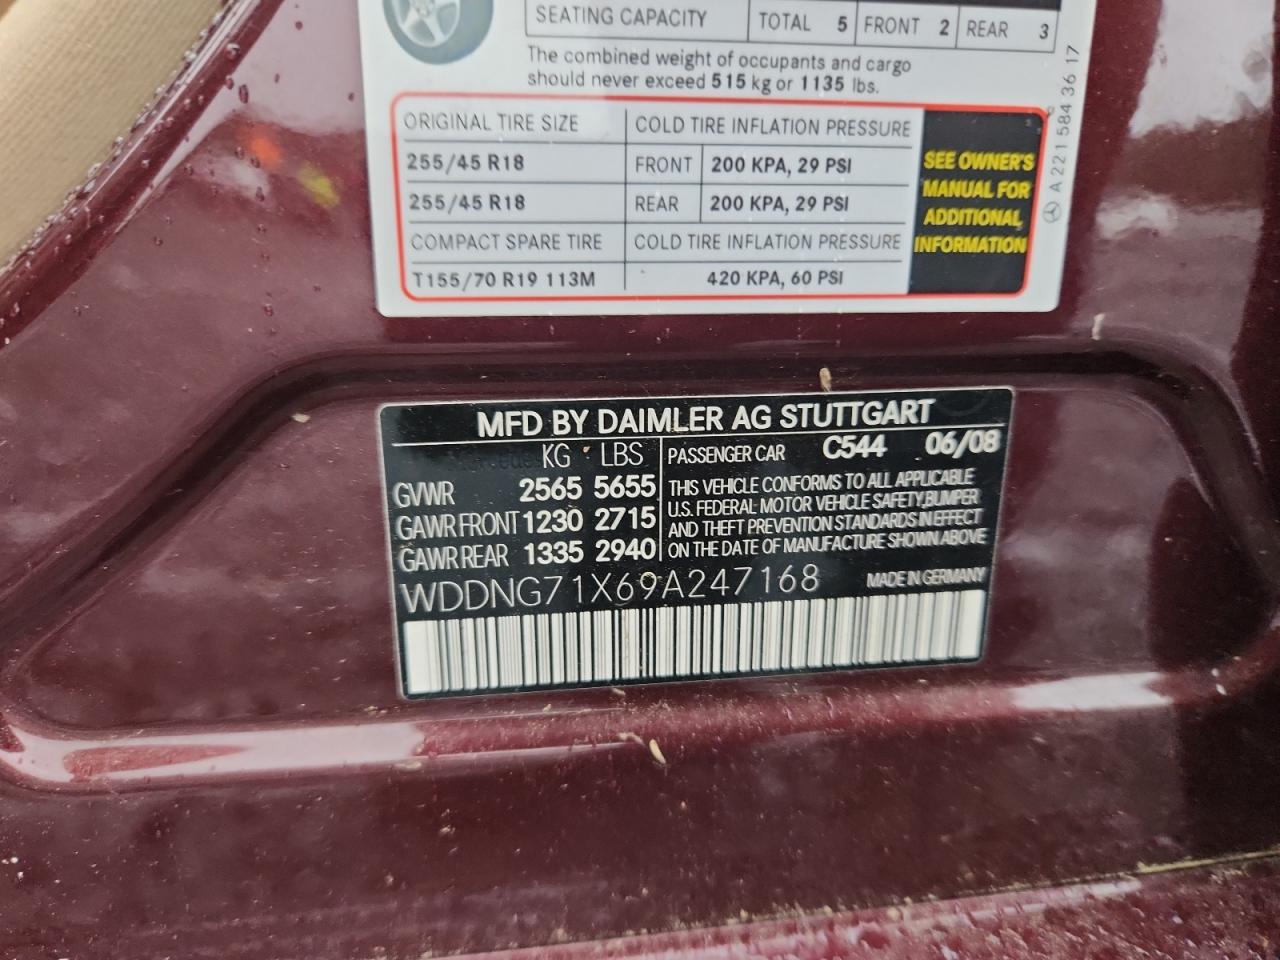 SEATING CAPACITY TOTAL 5 FRONT 2 REAR 3
The combined weight of occupants and cargo
should never exceed 515 kg or 1135 lbs.
ORIGINAL TIRE SIZE COLD TIRE INFLATION PRESSURE
255/45 R18 FRONT 200 KPA, 29 PSI
255/45 R18 REAR 200 KPA, 29 PSI
COMPACT SPARE TIRE COLD TIRE INFLATION PRESSURE
T155/70 R19 113M 420 KPA, 60 PSI
SEE OWNER'S
MANUAL FOR
ADDITIONAL
INFORMATION
A 221 584 36 17
MFD BY DAIMLER AG STUTTGART
KG LBS
GVWR 2565 5655
GAWR FRONT 1230 2715
GAWR REAR 1335 2940
PASSENGER CAR C544 06/08
THIS VEHICLE CONFORMS TO ALL APPLICABLE
U.S. FEDERAL MOTOR VEHICLE SAFETY,BUMPER
AND THEFT PREVENTION STANDARDS IN EFFECT
ON THE DATE OF MANUFACTURE SHOWN ABOVE
WDDNG71X69A247168 MADE IN GERMANY